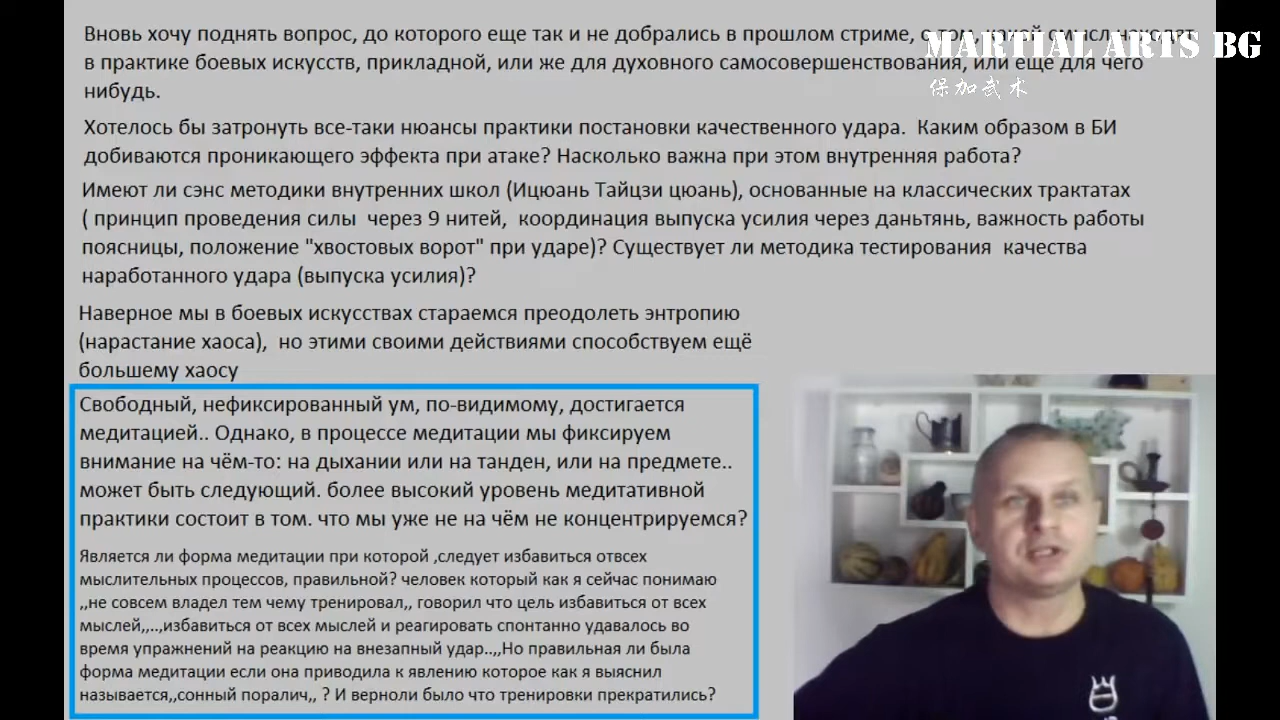 Вновь хочу поднять вопрос, до которого еще так и не добрались в прошлом стриме,
MARTIAL ARTS BG
в практике боевых искусств, прикладной, или же для духовного самосовершенствования, или еще для чего
нибудь.
保加武术
Хотелось бы затронуть все-таки нюансы практики постановки качественного удара.  Каким образом в БИ
добиваются проникающего эффекта при атаке? Насколько важна при этом внутренняя работа?
Имеют ли сэнс методики внутренних школ (Ицюань Тайцзи цюань), основанные на классических трактатах
( принцип проведения силы  через 9 нитей,  координация выпуска усилия через даньтянь, важность работы
поясницы, положение "хвостовых ворот" при ударе)? Существует ли методика тестирования  качества
наработанного удара (выпуска усилия)?
Наверное мы в боевых искусствах стараемся преодолеть энтропию
(нарастание хаоса),  но этими своими действиями способствуем ещё
большему хаосу
Свободный, нефиксированный ум, по-видимому, достигается
медитацией.. Однако, в процессе медитации мы фиксируем
внимание на чём-то: на дыхании или на танден, или на предмете..
может быть следующий. более высокий уровень медитативной
практики состоит в том. что мы уже не на чём не концентрируемся?
Является ли форма медитации при которой ,следует избавиться отвсех
мыслительных процессов, правильной? человек который как я сейчас понимаю
,,не совсем владел тем чему тренировал,, говорил что цель избавиться от всех
мыслей,,..,избавиться от всех мыслей и реагировать спонтанно удавалось во
время упражнений на реакцию на внезапный удар..,,Но правильная ли была
форма медитации если она приводила к явлению которое как я выяснил
называется,,сонный поралич,, ? И верноли было что тренировки прекратились?